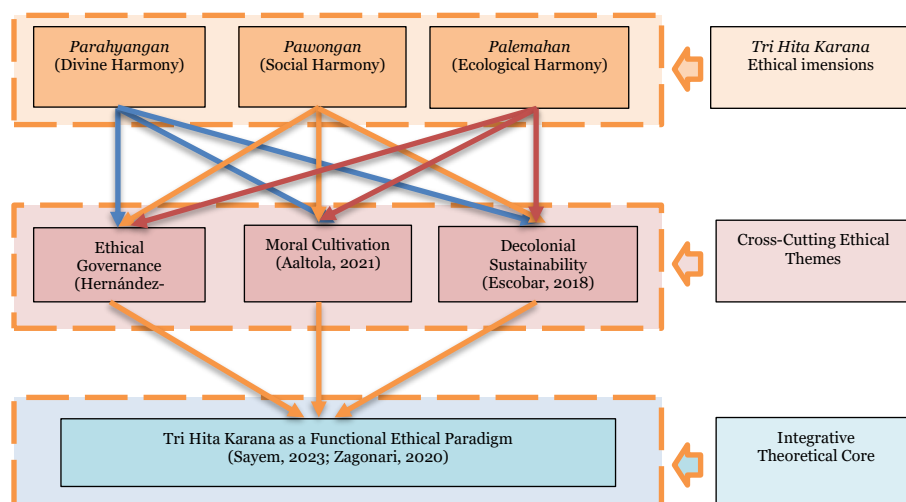 Parahyangan
(Divine Harmony)
Pawongan
(Social Harmony)
Palemahan
(Ecological Harmony)
Tri Hita Karana
Ethical imensions
Ethical
Governance
(Hernández-
Moral Cultivation
(Aaltola, 2021)
Decolonial
Sustainability
(Escobar, 2018)
Cross-Cutting Ethical
Themes
Tri Hita Karana as a Functional Ethical Paradigm
(Sayem, 2023; Zagonari, 2020)
Integrative
Theoretical Core